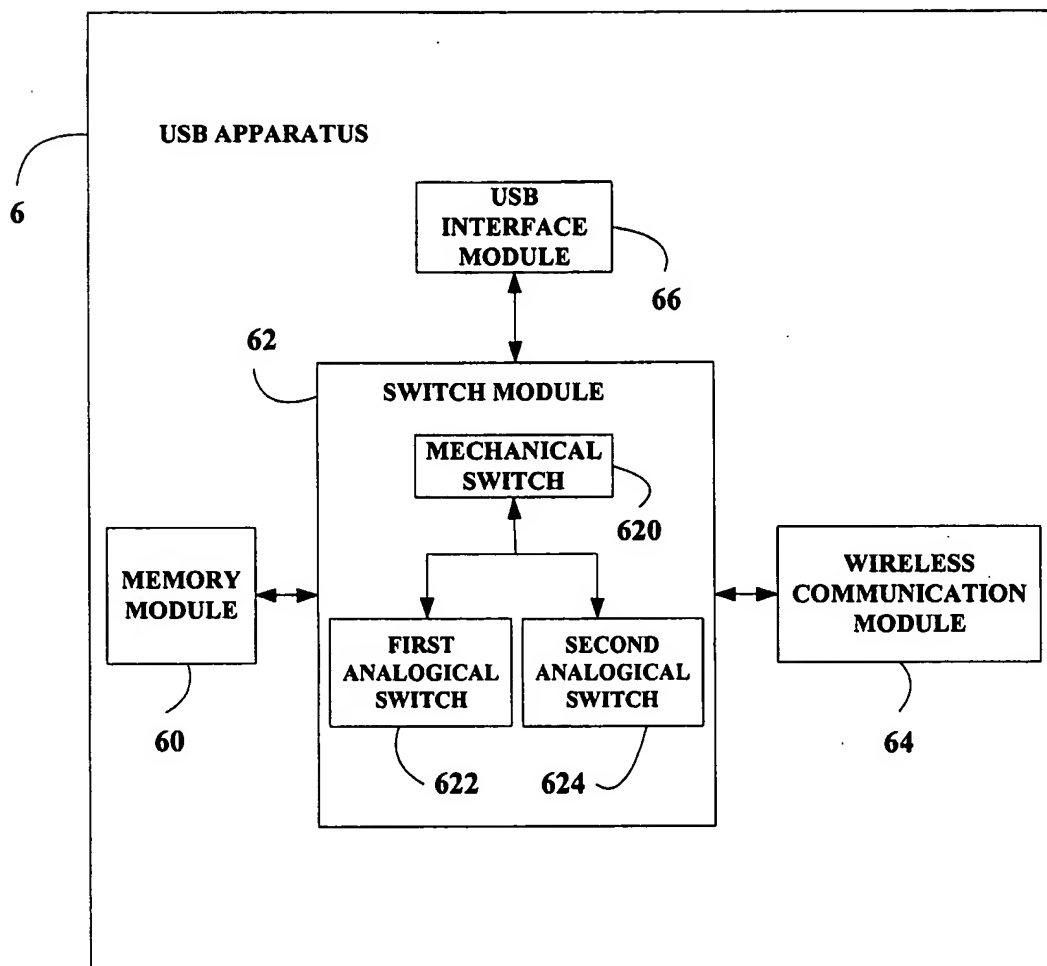 USB APPARATUS
6
USB
INTERFACE
MODULE
66
62
SWITCH MODULE
MECHANICAL
SWITCH
620
MEMORY
MODULE
60
WIRELESS
COMMUNICATION
MODULE
64
FIRST
ANALOGICAL
SWITCH
622
SECOND
ANALOGICAL
SWITCH
624